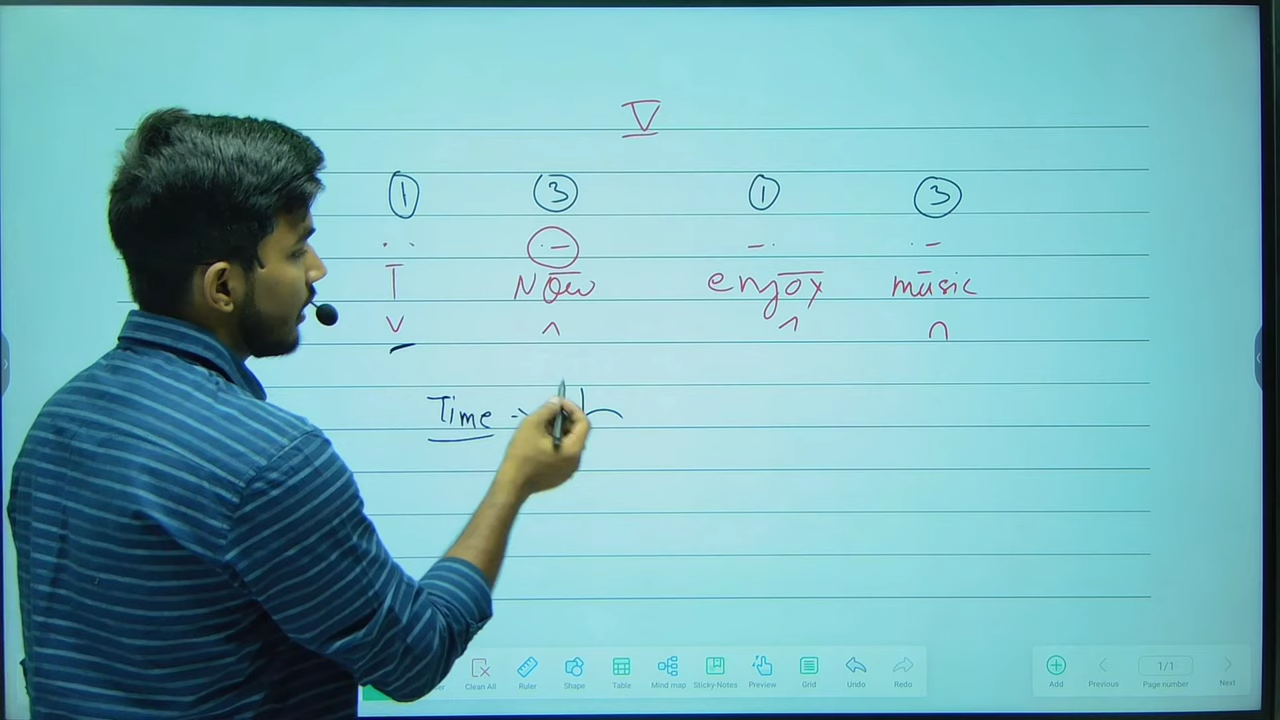 V
1 3 1 3
T Now enjoy music
v ^ ^ ∩
Time
Clean All Ruler Shape Table Mind map Sticky-Notes Preview Grid Undo Redo Add Previous 1/1 Page number Next